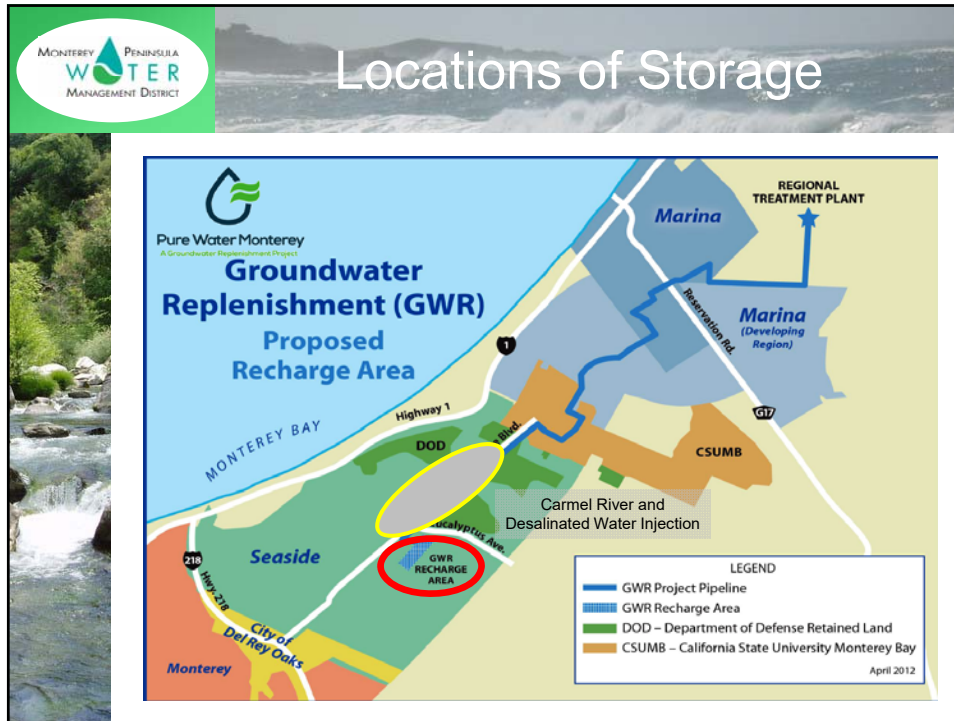 MONTEREY PENINSULA
WATER
MANAGEMENT DISTRICT
Locations of Storage
Pure Water Monterey
A Groundwater Replenishment Project
Groundwater
Replenishment (GWR)
Proposed
Recharge Area
REGIONAL
TREATMENT PLANT
Marina
Reservation Rd.
Marina
(Developing
Region)
1
Highway 1
MONTEREY BAY
DOD
Blvd.
G17
CSUMB
Carmel River and
Desalinated Water Injection
ucalyptus Ave.
GWR
RECHARGE
AREA
Seaside
218
Hwy-218
City of
Del Rey Oaks
Monterey
LEGEND
GWR Project Pipeline
GWR Recharge Area
DOD – Department of Defense Retained Land
CSUMB – California State University Monterey Bay
April 2012